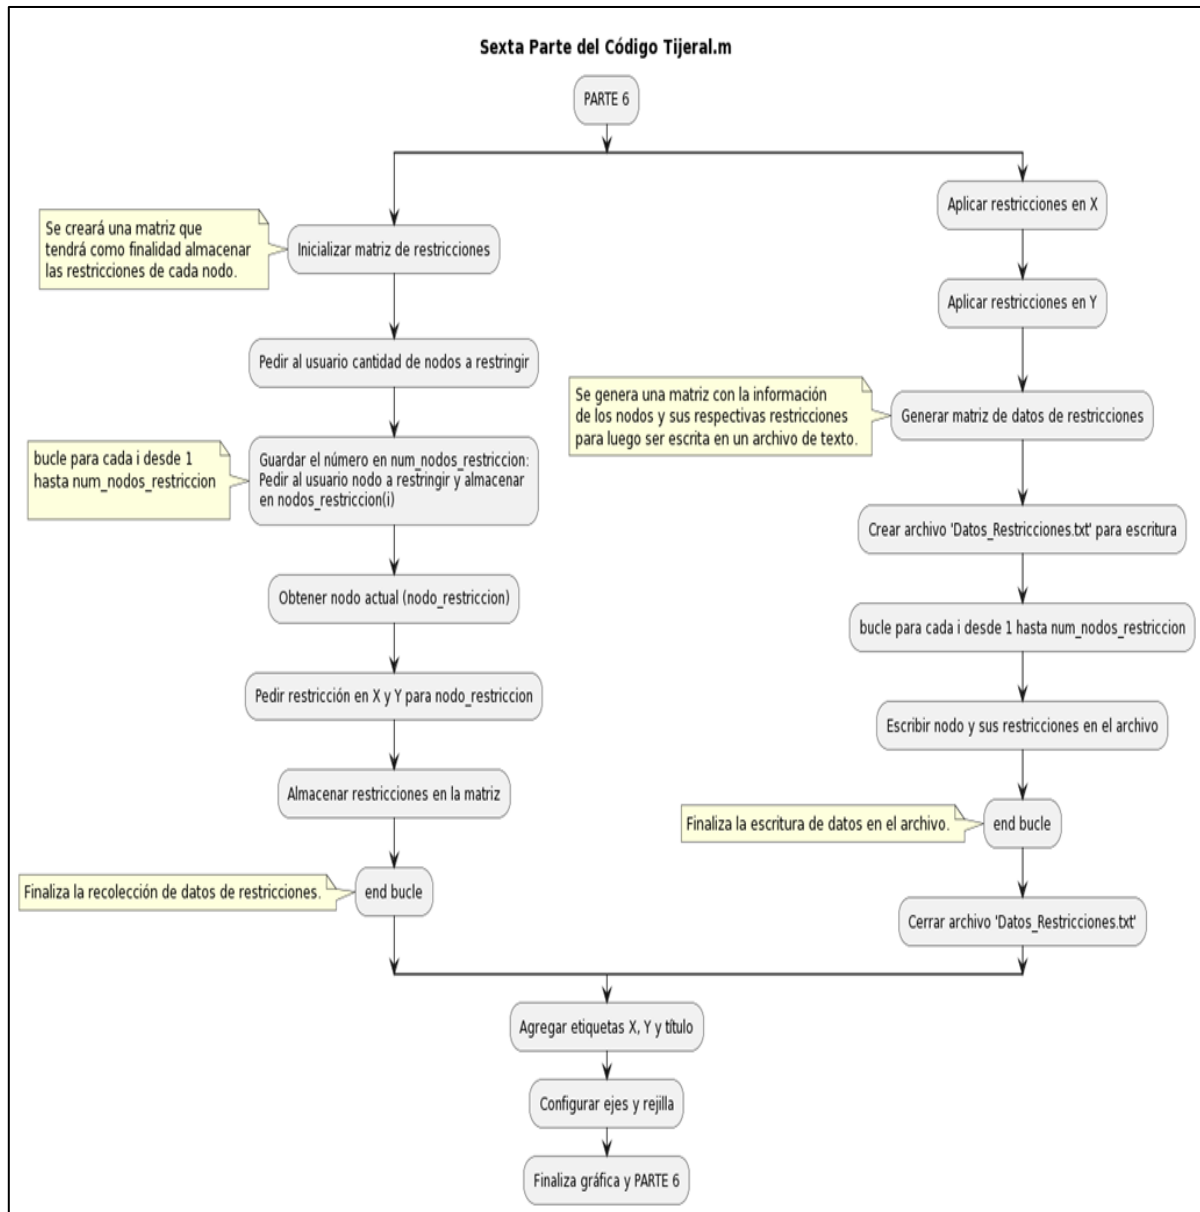 Sexta Parte del Código Tijeral.m
PARTE 6
Se creará una matriz que
tendrá como finalidad almacenar
las restricciones de cada nodo.
Inicializar matriz de restricciones
Pedir al usuario cantidad de nodos a restringir
bucle para cada i desde 1
hasta num_nodos_restriccion
Guardar el número en num_nodos_restriccion:
Pedir al usuario nodo a restringir y almacenar
en nodos_restriccion(i)
Obtener nodo actual (nodo_restriccion)
Pedir restricción en X y Y para nodo_restriccion
Almacenar restricciones en la matriz
Finaliza la recolección de datos de restricciones.
end bucle
Aplicar restricciones en X
Aplicar restricciones en Y
Se genera una matriz con la información
de los nodos y sus respectivas restricciones
para luego ser escrita en un archivo de texto.
Generar matriz de datos de restricciones
Crear archivo 'Datos_Restricciones.txt' para escritura
bucle para cada i desde 1 hasta num_nodos_restriccion
Escribir nodo y sus restricciones en el archivo
Finaliza la escritura de datos en el archivo.
end bucle
Cerrar archivo 'Datos_Restricciones.txt'
Agregar etiquetas X, Y y título
Configurar ejes y rejilla
Finaliza gráfica y PARTE 6